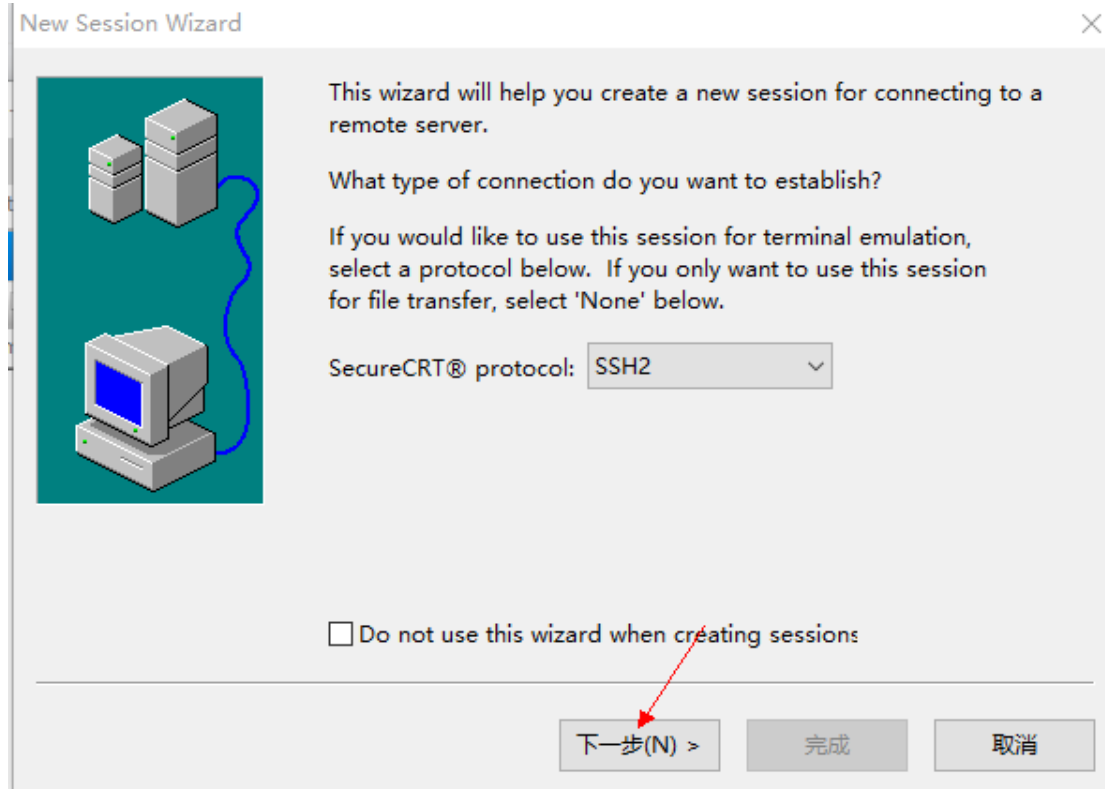 New Session Wizard
This wizard will help you create a new session for connecting to a
remote server.
What type of connection do you want to establish?
If you would like to use this session for terminal emulation,
select a protocol below.  If you only want to use this session
for file transfer, select 'None' below.
SecureCRT® protocol: SSH2
Do not use this wizard when creating sessions
下一步(N) > 完成 取消